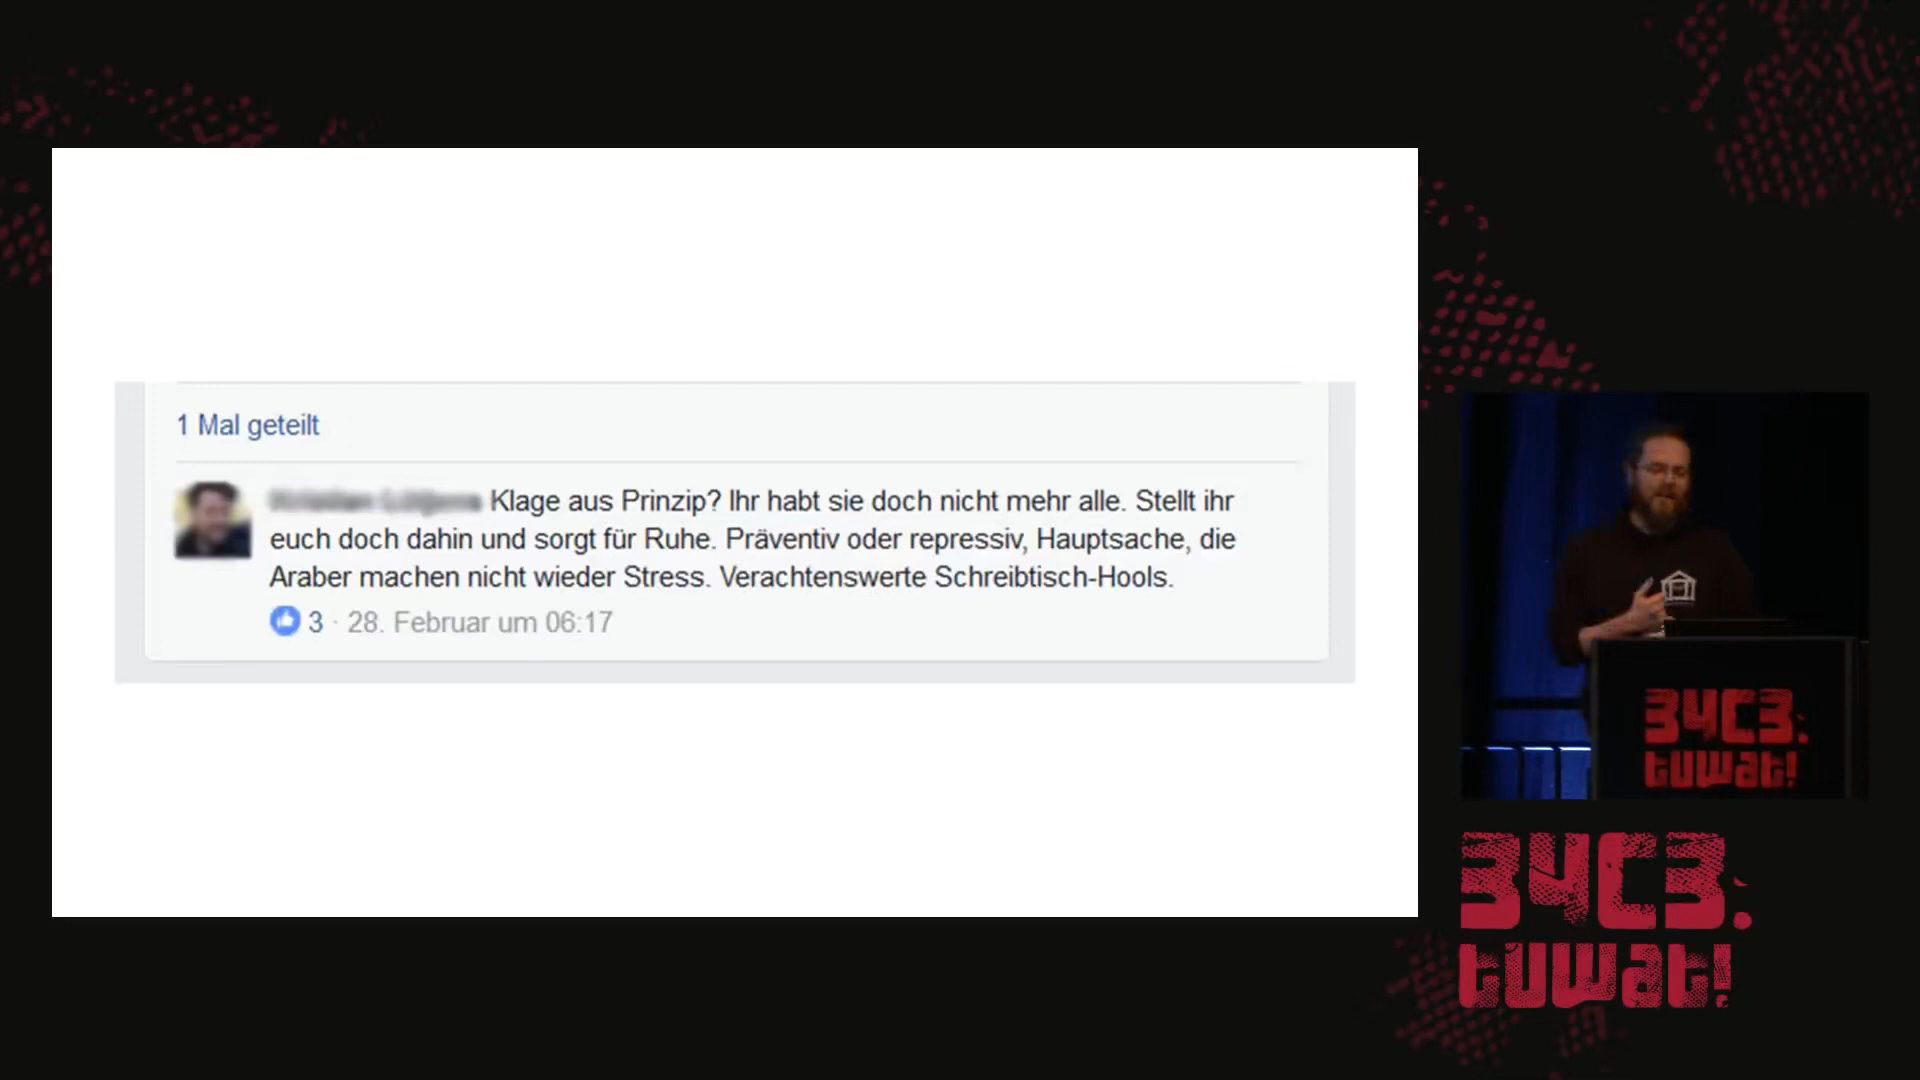 1 Mal geteilt
Klage aus Prinzip? Ihr habt sie doch nicht mehr alle. Stellt ihr
euch doch dahin und sorgt für Ruhe. Präventiv oder repressiv, Hauptsache, die
Araber machen nicht wieder Stress. Verachtenswerte Schreibtisch-Hools.
3 · 28. Februar um 06:17
34C3.
tuwat!
34C3.
tuwat!